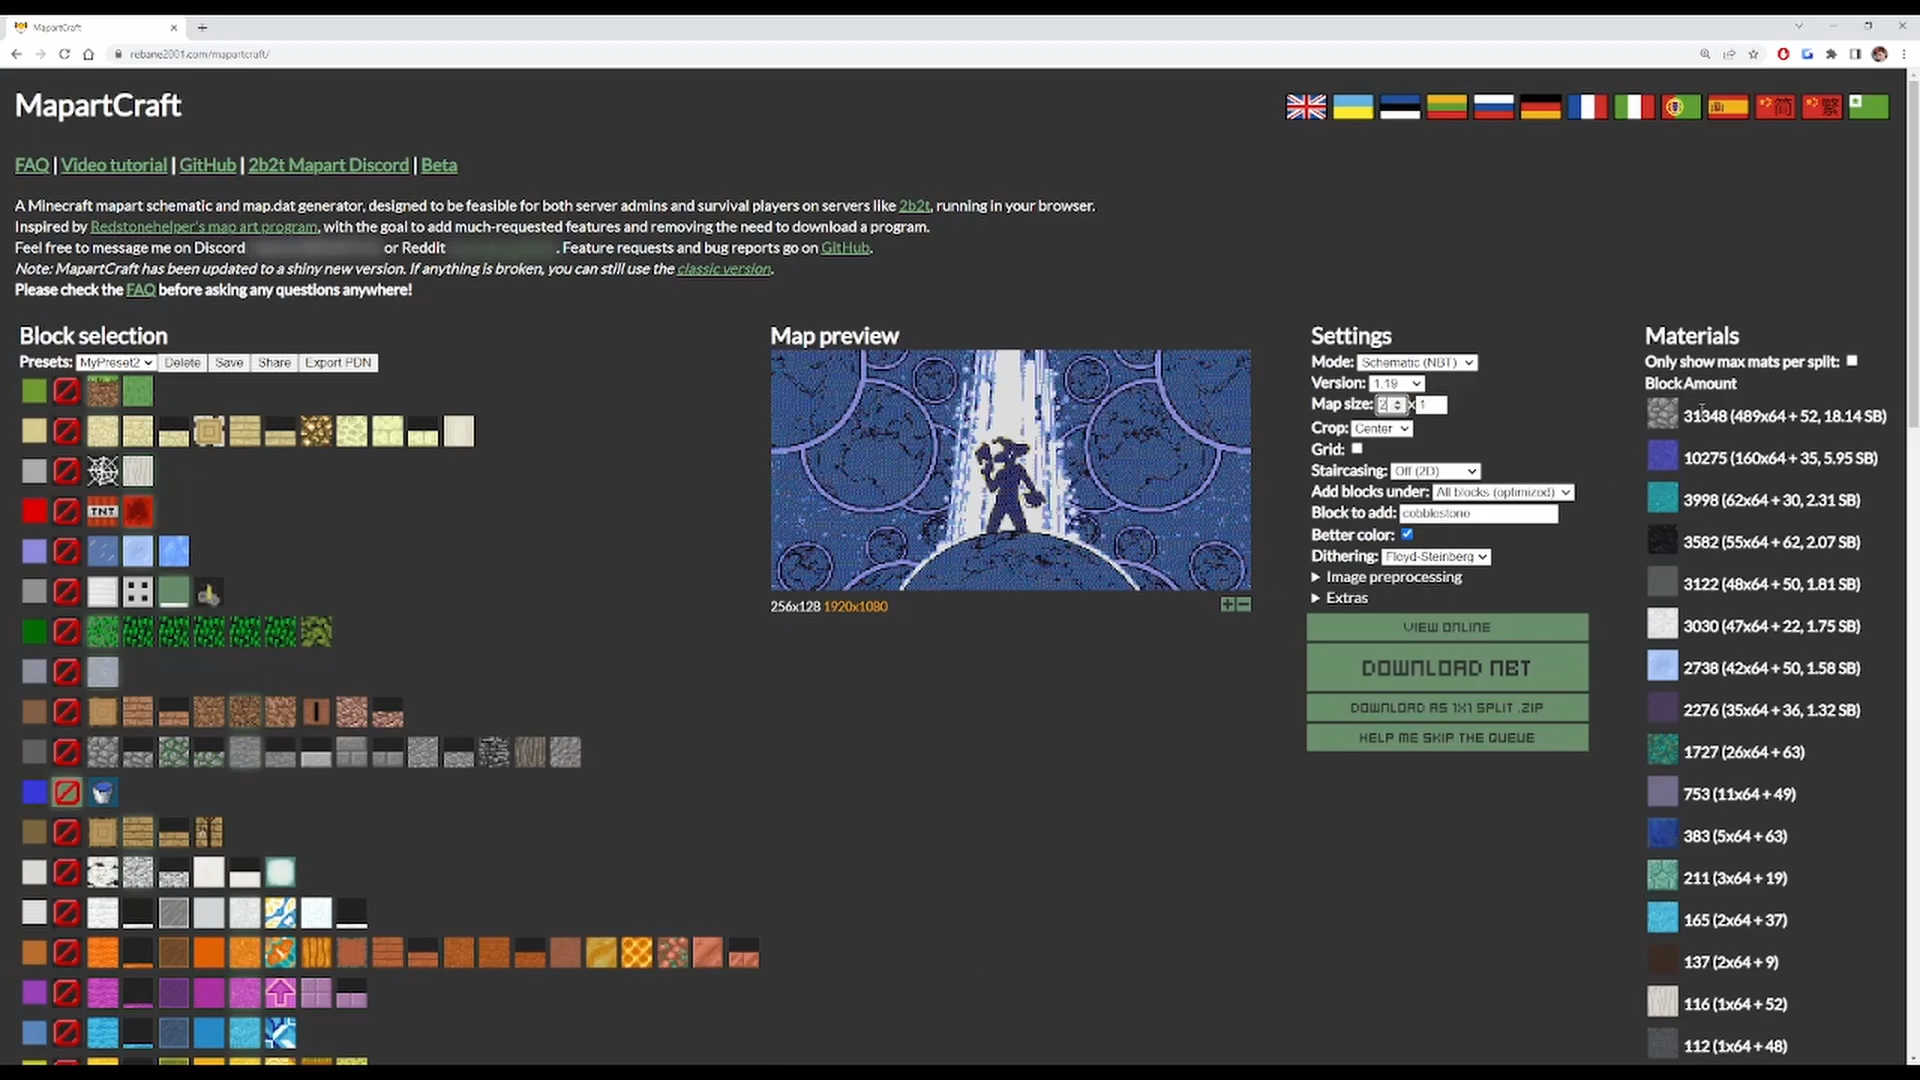 MapartCraft
rebane2001.com/mapartcraft/
MapartCraft
FAQ | Video tutorial | GitHub | 2b2t Mapart Discord | Beta
A Minecraft mapart schematic and map.dat generator, designed to be feasible for both server admins and survival players on servers like 2b2t, running in your browser.
Inspired by Redstonehelper's map art program, with the goal to add much-requested features and removing the need to download a program.
Feel free to message me on Discord or Reddit . Feature requests and bug reports go on GitHub.
Note: MapartCraft has been updated to a shiny new version. If anything is broken, you can still use the classic version.
Please check the FAQ before asking any questions anywhere!
Block selection
Presets: MyPreset2 Delete Save Share Export PDN
TNT
Map preview
256x128 1920x1080
Settings
Mode: Schematic (NBT)
Version: 1.19
Map size: 2 x 1
Crop: Center
Grid:
Staircasing: Off (2D)
Add blocks under: All blocks (optimized)
Block to add: cobblestone
Better color:
Dithering: Floyd-Steinberg
Image preprocessing
Extras
VIEW ONLINE
DOWNLOAD NBT
DOWNLOAD AS 1X1 SPLIT .ZIP
HELP ME SKIP THE QUEUE
Materials
Only show max mats per split:
Block Amount
31348 (489x64 + 52, 18.14 SB)
10275 (160x64 + 35, 5.95 SB)
3998 (62x64 + 30, 2.31 SB)
3582 (55x64 + 62, 2.07 SB)
3122 (48x64 + 50, 1.81 SB)
3030 (47x64 + 22, 1.75 SB)
2738 (42x64 + 50, 1.58 SB)
2276 (35x64 + 36, 1.32 SB)
1727 (26x64 + 63)
753 (11x64 + 49)
383 (5x64 + 63)
211 (3x64 + 19)
165 (2x64 + 37)
137 (2x64 + 9)
116 (1x64 + 52)
112 (1x64 + 48)